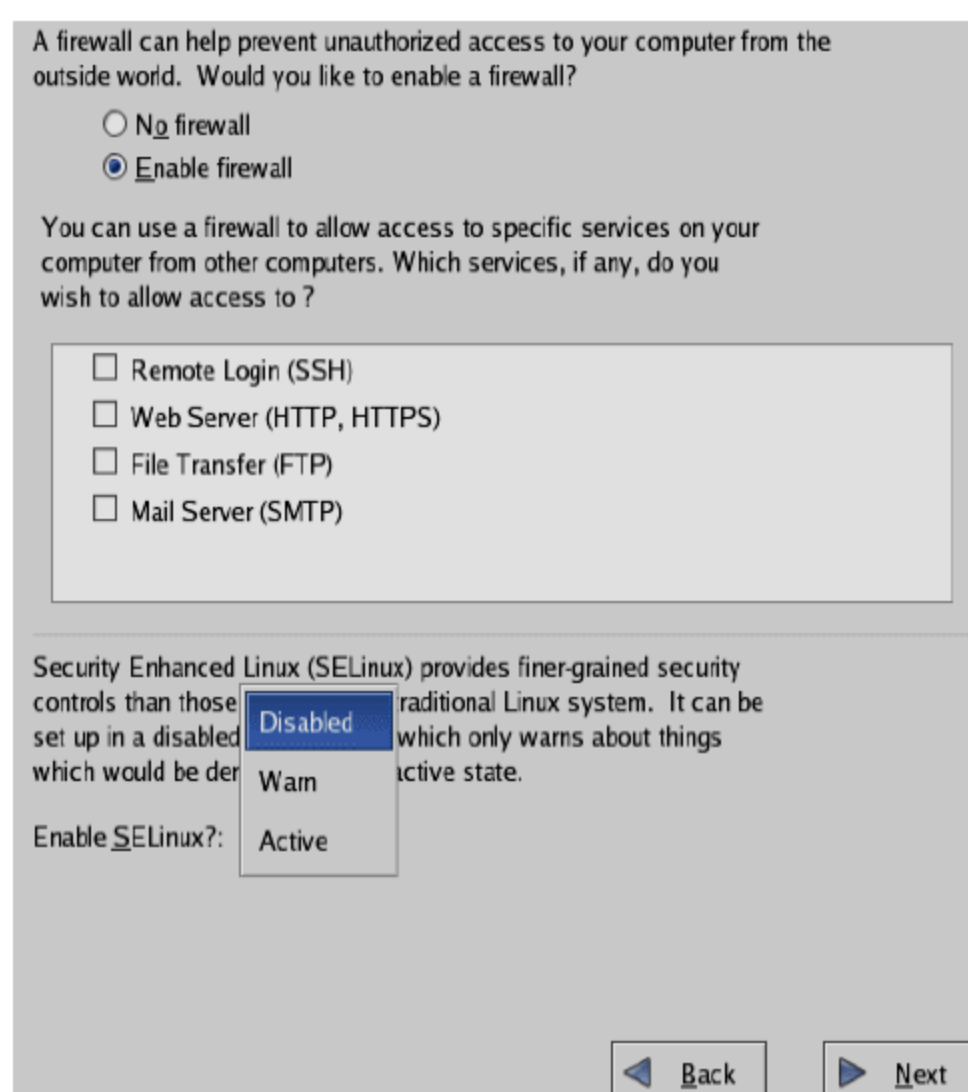 A firewall can help prevent unauthorized access to your computer from the
outside world. Would you like to enable a firewall?
No firewall
Enable firewall
You can use a firewall to allow access to specific services on your
computer from other computers. Which services, if any, do you
wish to allow access to ?
Remote Login (SSH)
Web Server (HTTP, HTTPS)
File Transfer (FTP)
Mail Server (SMTP)
Security Enhanced Linux (SELinux) provides finer-grained security
controls than those raditional Linux system. It can be
set up in a disabled which only warns about things
which would be der active state.
Enable SELinux?:
Disabled
Warn
Active
Back
Next